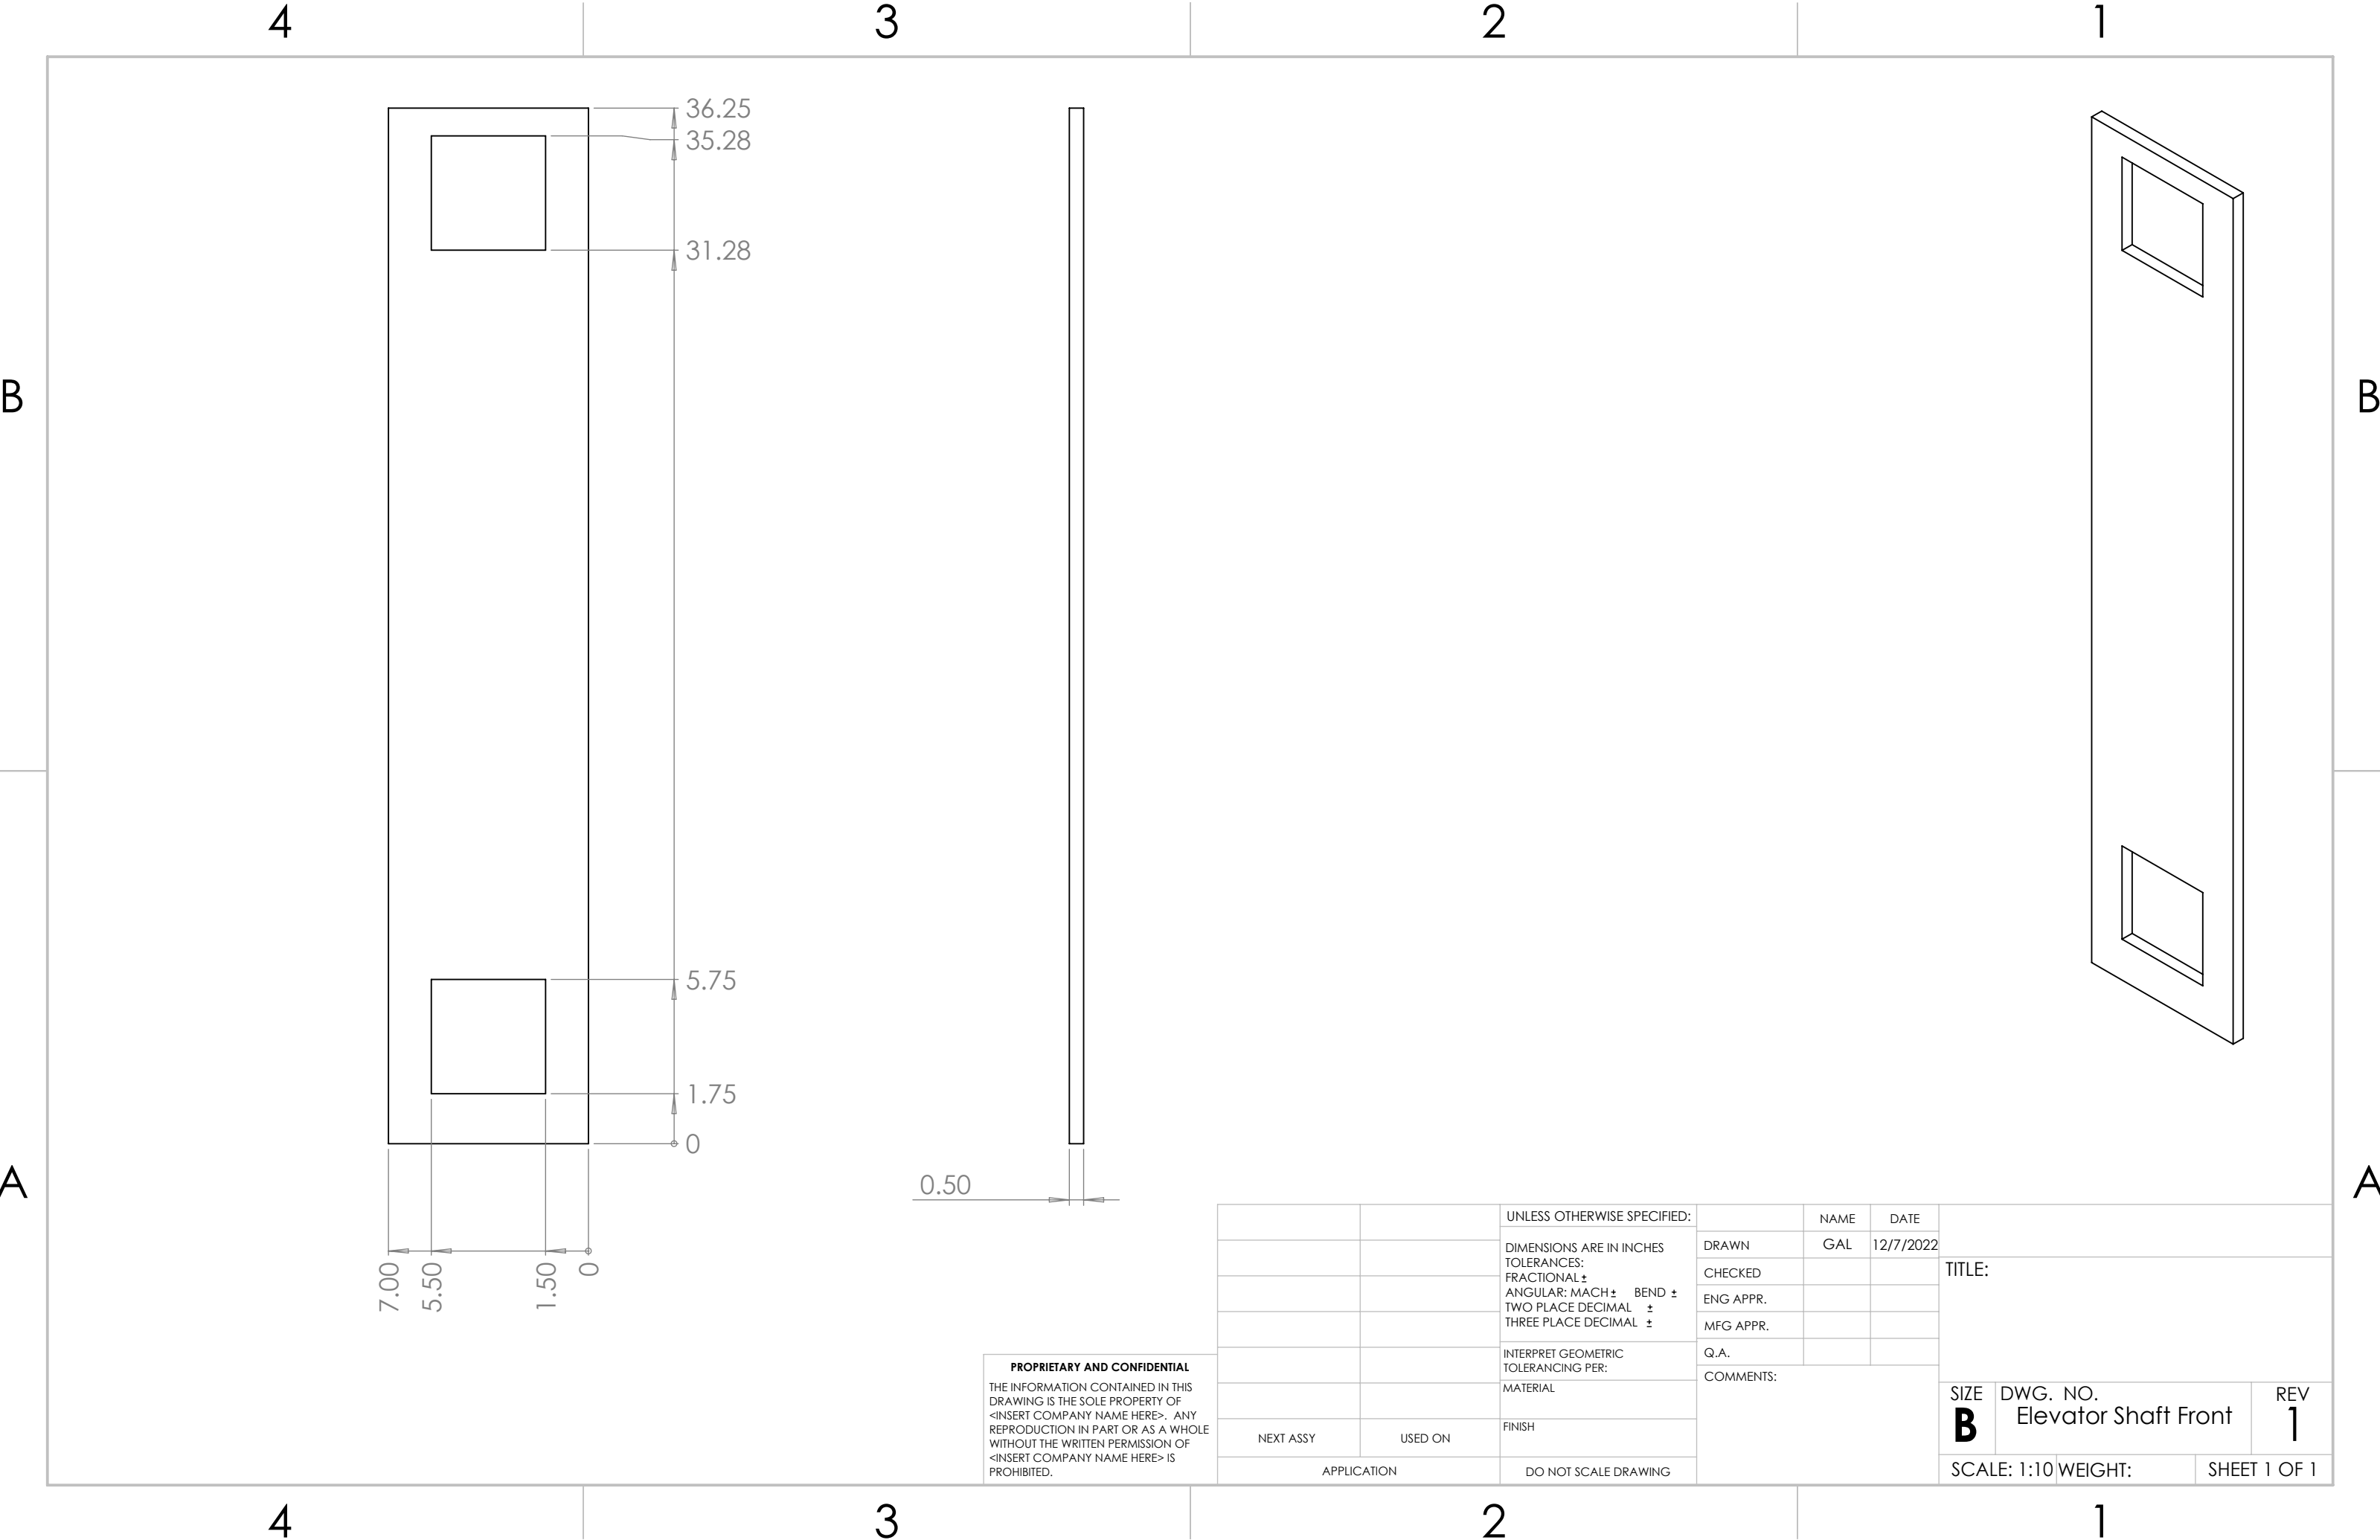 4 3 2 1
36.25
35.28
31.28
B B
5.75
1.75
0
0.50
A A
7.00 5.50 1.50 0
PROPRIETARY AND CONFIDENTIAL
THE INFORMATION CONTAINED IN THIS
DRAWING IS THE SOLE PROPERTY OF
<INSERT COMPANY NAME HERE>. ANY
REPRODUCTION IN PART OR AS A WHOLE
WITHOUT THE WRITTEN PERMISSION OF
<INSERT COMPANY NAME HERE> IS
PROHIBITED.
NEXT ASSY USED ON
APPLICATION
UNLESS OTHERWISE SPECIFIED:
DIMENSIONS ARE IN INCHES
TOLERANCES:
FRACTIONAL ±
ANGULAR: MACH ± BEND ±
TWO PLACE DECIMAL ±
THREE PLACE DECIMAL ±
INTERPRET GEOMETRIC
TOLERANCING PER:
MATERIAL
FINISH
DO NOT SCALE DRAWING
NAME DATE
DRAWN GAL 12/7/2022
CHECKED
ENG APPR.
MFG APPR.
Q.A.
COMMENTS:
TITLE:
SIZE DWG. NO. REV
B Elevator Shaft Front 1
SCALE: 1:10 WEIGHT: SHEET 1 OF 1
4 3 2 1